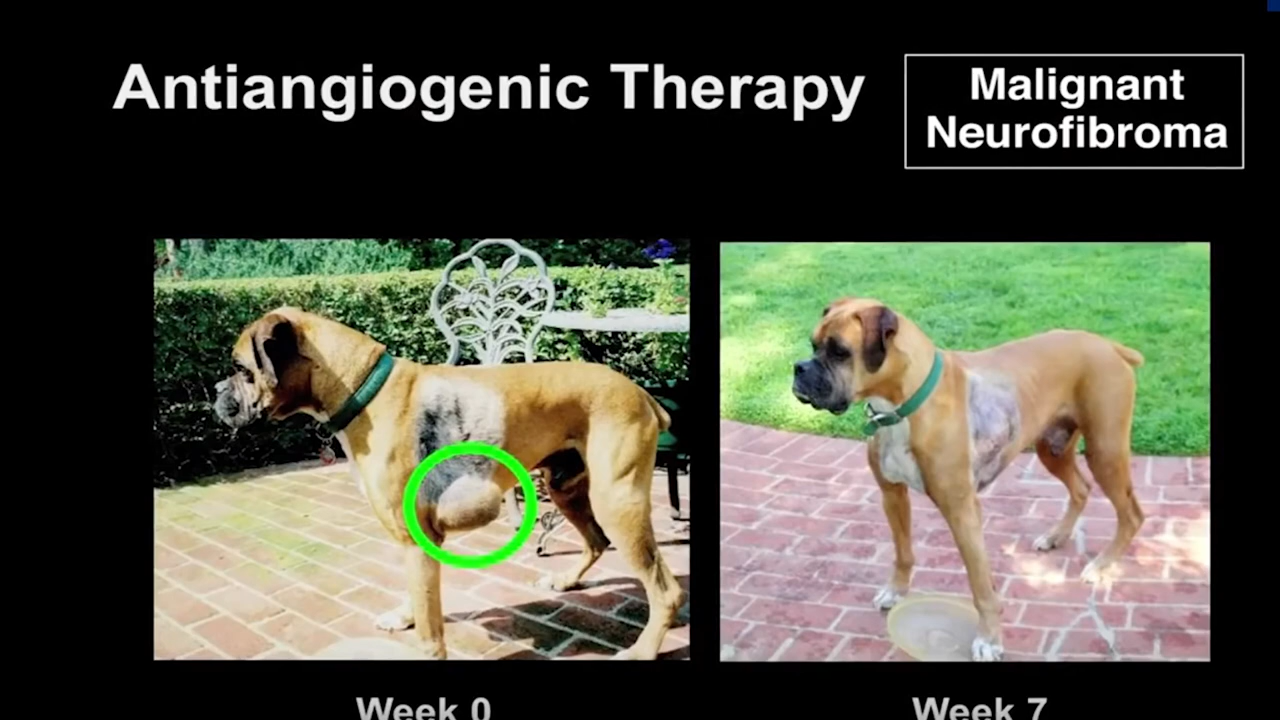 Antiangiogenic Therapy
Malignant
Neurofibroma
Week 0
Week 7